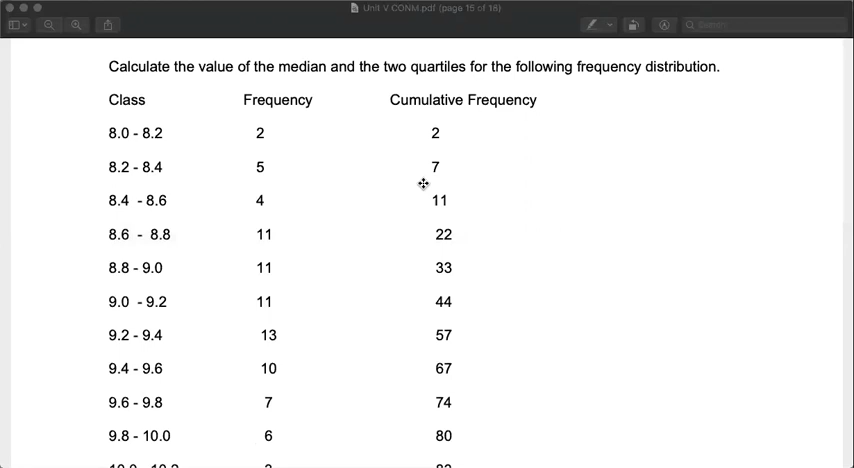 Unit V CONM.pdf (page 15 of 18)
Search
Calculate the value of the median and the two quartiles for the following frequency distribution.
Class Frequency Cumulative Frequency
8.0 - 8.2 2 2
8.2 - 8.4 5 7
8.4 - 8.6 4 11
8.6 - 8.8 11 22
8.8 - 9.0 11 33
9.0 - 9.2 11 44
9.2 - 9.4 13 57
9.4 - 9.6 10 67
9.6 - 9.8 7 74
9.8 - 10.0 6 80